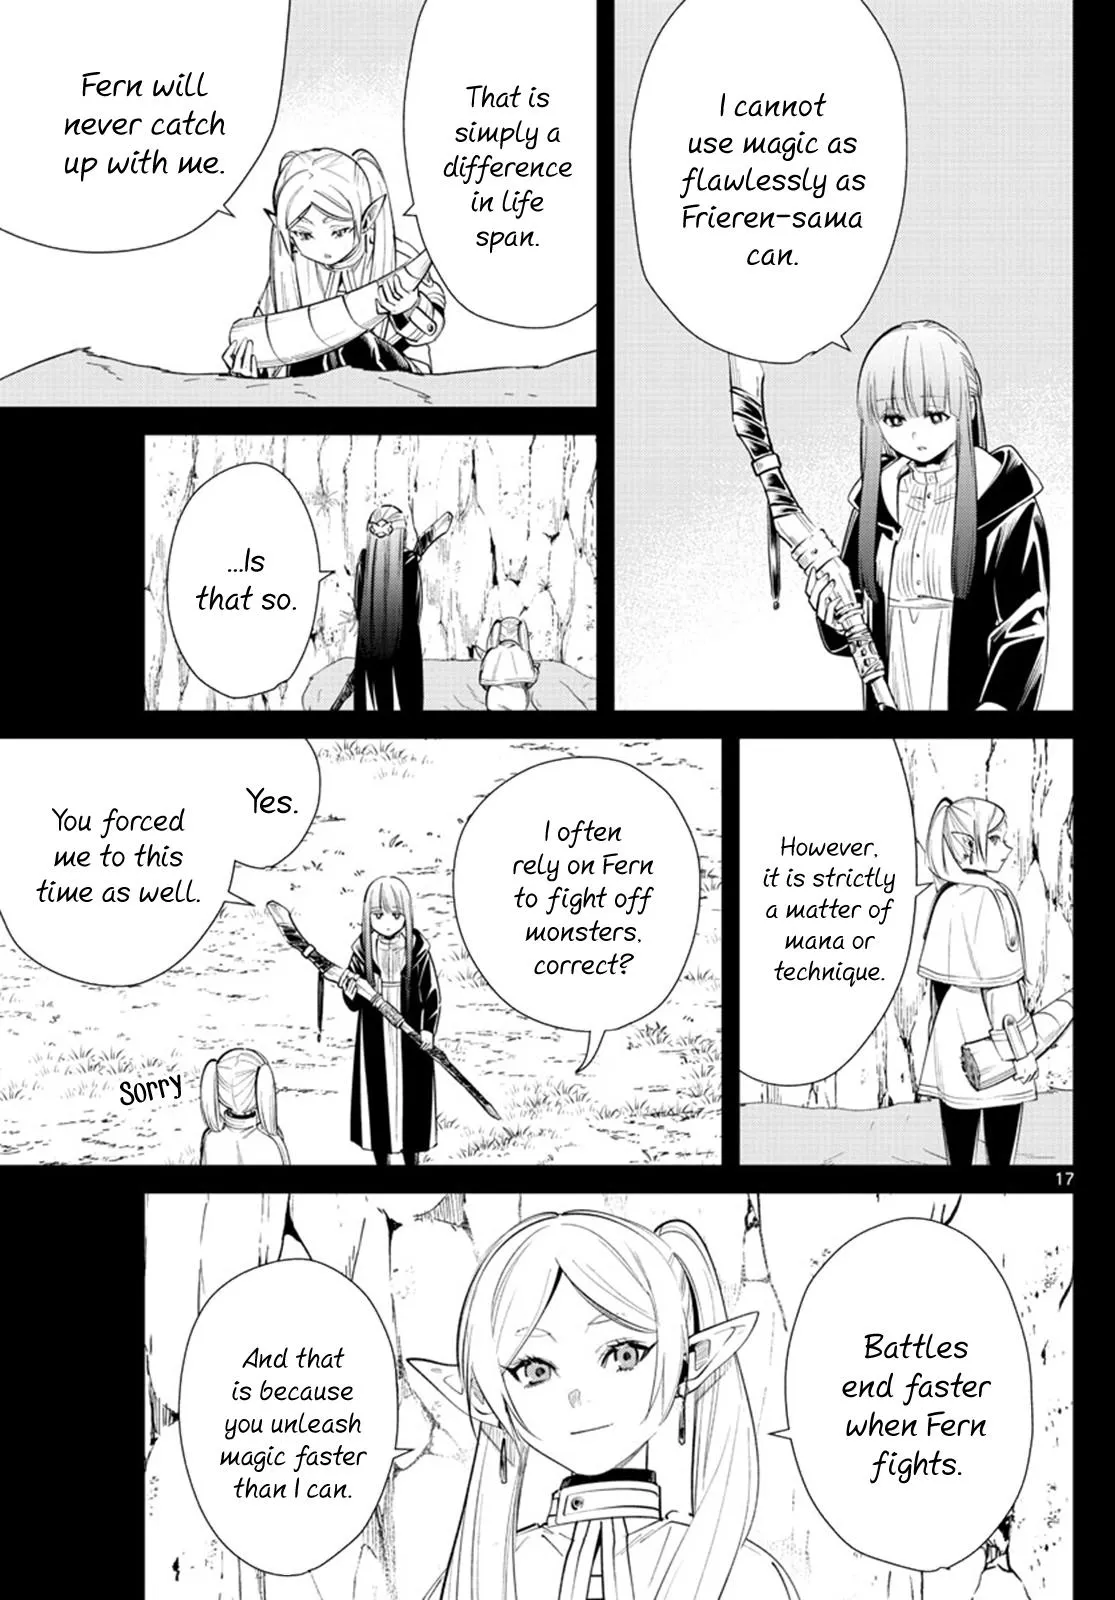 I cannot
use magic as
flawlessly as
Frieren-sama
can.
That is
simply a
difference
in life
span.
Fern will
never catch
up with me.
...Is
that so.
However,
it is strictly
a matter of
mana or
technique.
I often
rely on Fern
to fight off
monsters,
correct?
Yes.
You forced
me to this
time as well.
Sorry
17
Battles
end faster
when Fern
fights.
And that
is because
you unleash
magic faster
than I can.